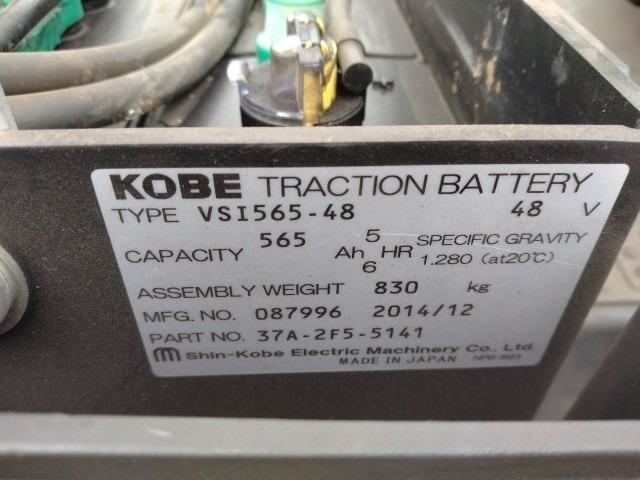 KOBE TRACTION BATTERY
TYPE VSI565-48 48 V
CAPACITY 565 Ah 5 HR SPECIFIC GRAVITY
6 1.280 (at20℃)
ASSEMBLY WEIGHT 830 kg
MFG. NO. 087996 2014/12
PART NO. 37A-2F5-5141
Shin-Kobe Electric Machinery Co., Ltd.
MADE IN JAPAN